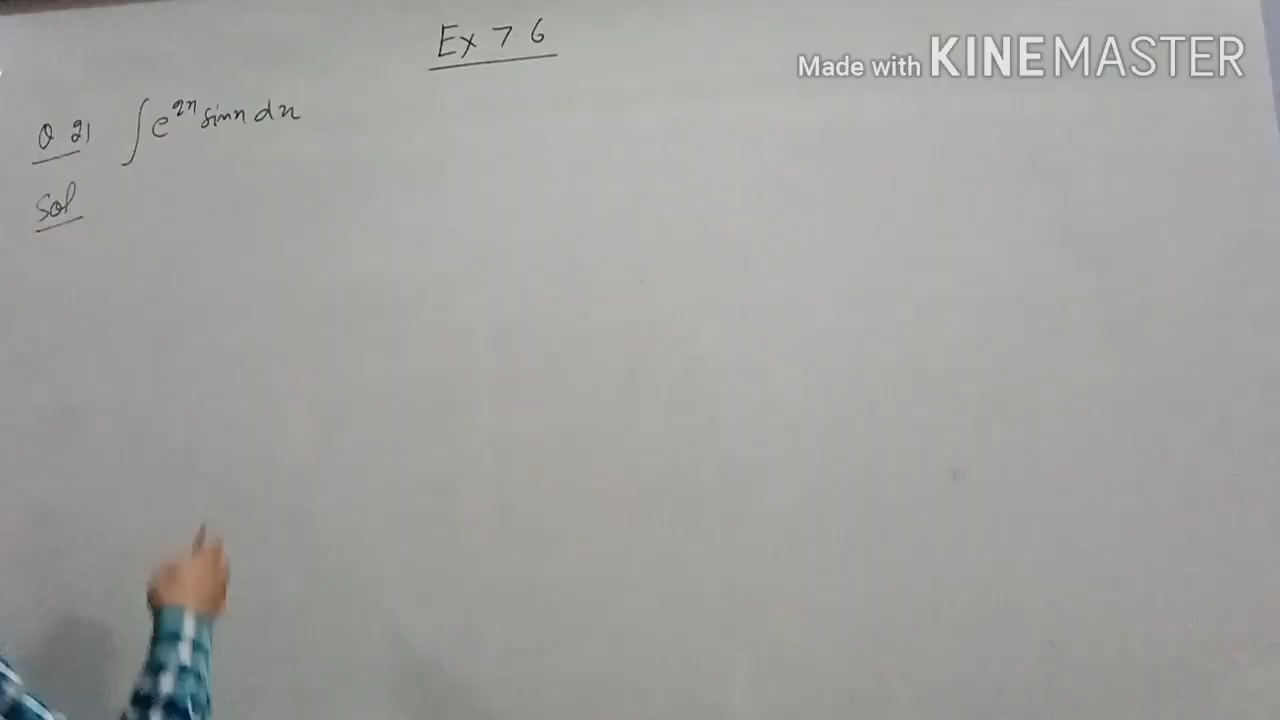 Ex 7 6
Made with KINEMASTER
Q 21 ∫e^{2x} sinx dx
Sol